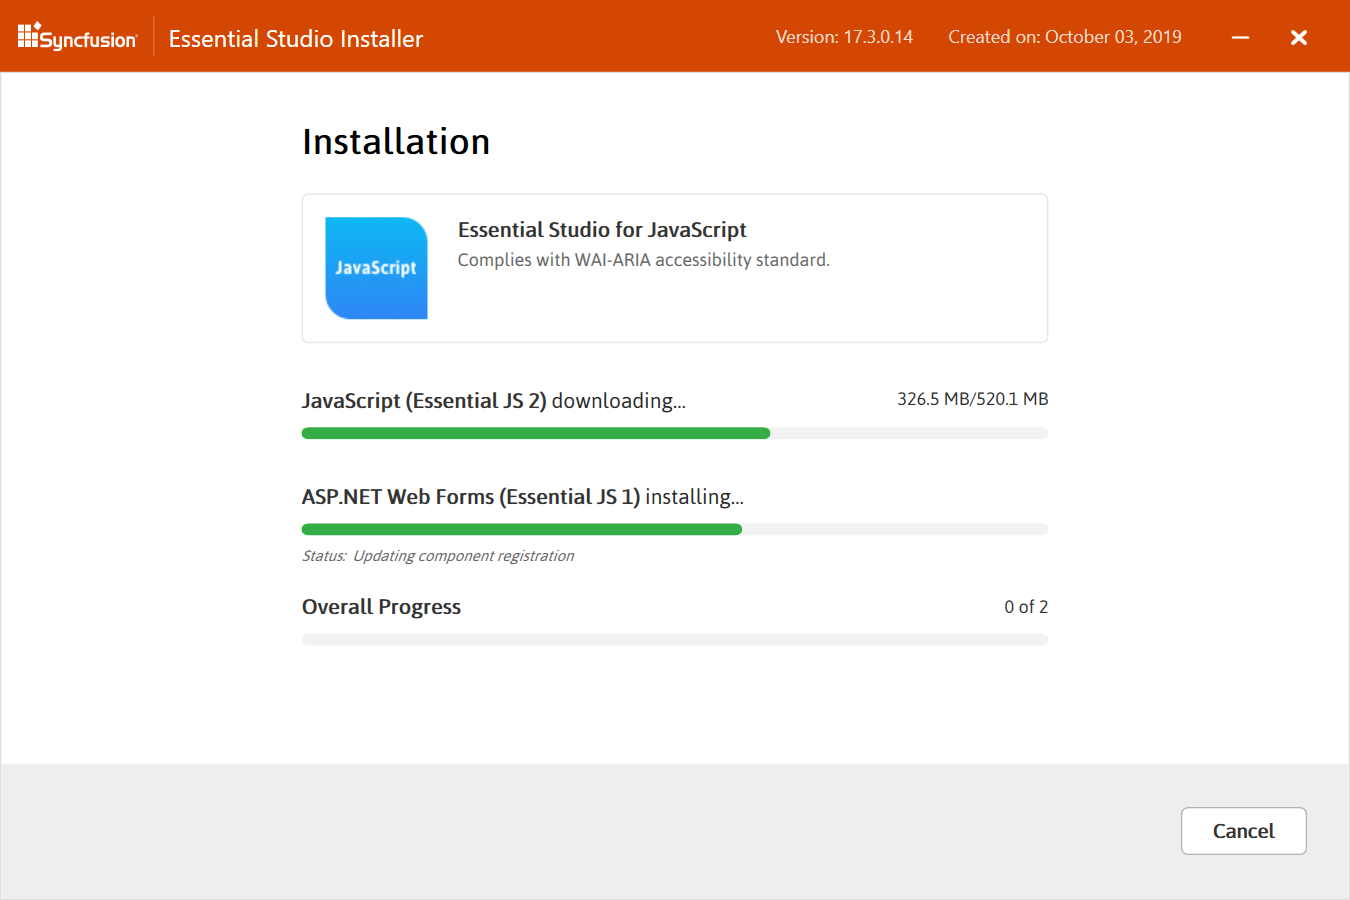 Syncfusion
Essential Studio Installer
Version: 17.3.0.14
Created on: October 03, 2019
Installation
JavaScript
Essential Studio for JavaScript
Complies with WAI-ARIA accessibility standard.
JavaScript (Essential JS 2) downloading...
326.5 MB/520.1 MB
ASP.NET Web Forms (Essential JS 1) installing...
Status: Updating component registration
Overall Progress
0 of 2
Cancel